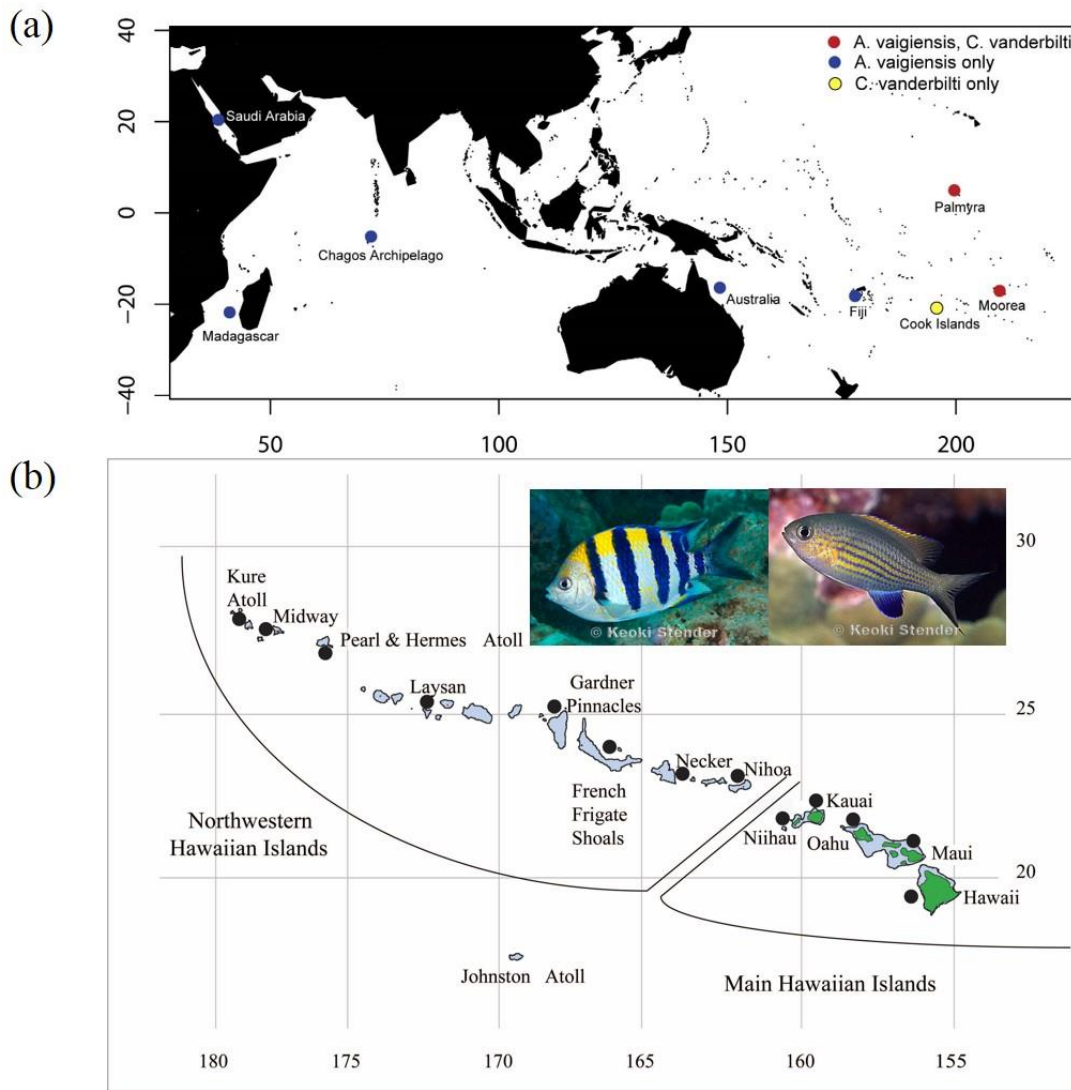 (a)
40
20
0
−20
−40
A. vaigiensis, C. vanderbilti
A. vaigiensis only
C. vanderbilti only
Saudi Arabia
Palmyra
Chagos Archipelago
Australia
Fiji
Moorea
Madagascar
Cook Islands
50
100
150
200
(b)
© Keoki Stender
© Keoki Stender
30
Kure
Atoll
Midway
Pearl & Hermes Atoll
Laysan
Gardner
Pinnacles
25
Necker
Nihoa
French
Frigate
Shoals
Kauai
Niihau
Oahu
Maui
Northwestern
Hawaiian Islands
20
Hawaii
Johnston Atoll
Main Hawaiian Islands
180
175
170
165
160
155